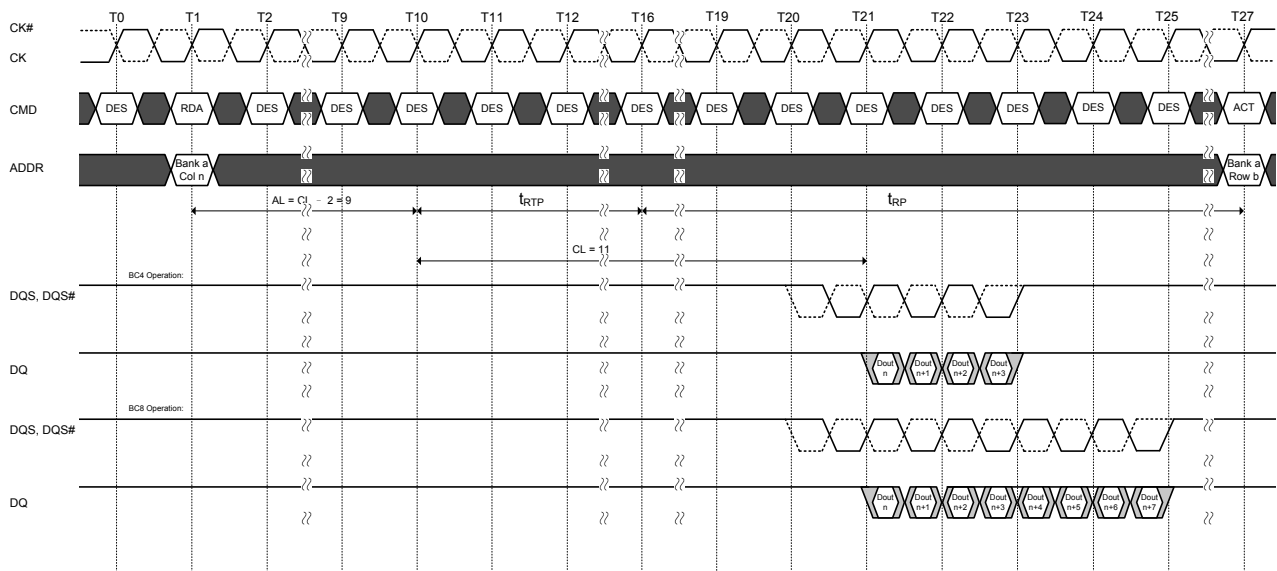 T0 T1 T2 T9 T10 T11 T12 T16 T19 T20 T21 T22 T23 T24 T25 T27
CK#
CK
CMD DES RDA DES DES DES DES DES DES DES DES DES DES DES DES DES ACT
ADDR
Bank a
Col n
Bank a
Row b
AL = CL - 2 = 9 tRTP tRP
CL = 11
BC4 Operation:
DQS, DQS#
DQ
Dout
n
Dout
n+1
Dout
n+2
Dout
n+3
BC8 Operation:
DQS, DQS#
DQ
Dout
n
Dout
n+1
Dout
n+2
Dout
n+3
Dout
n+4
Dout
n+5
Dout
n+6
Dout
n+7